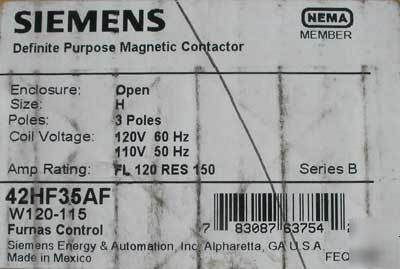 SIEMENS
NEMA
MEMBER
Definite Purpose Magnetic Contactor
Enclosure: Open
Size: H
Poles: 3 Poles
Coil Voltage: 120V 60 Hz
110V 50 Hz
Amp Rating: FL 120 RES 150 Series B
42HF35AF
W120-115
Furnas Control
7 83087 63754
Siemens Energy & Automation, Inc. Alpharetta, GA U.S.A.
Made in Mexico FEQ